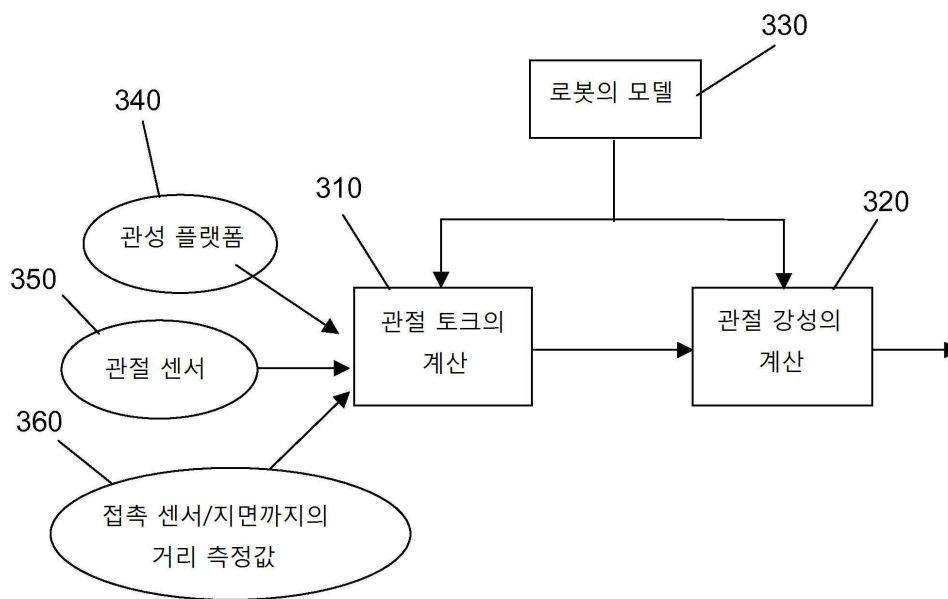 330
로봇의 모델
340
310
320
관성 플랫폼
350
관절 토크의
계산
관절 강성의
계산
관절 센서
360
접촉 센서/지면까지의
거리 측정값